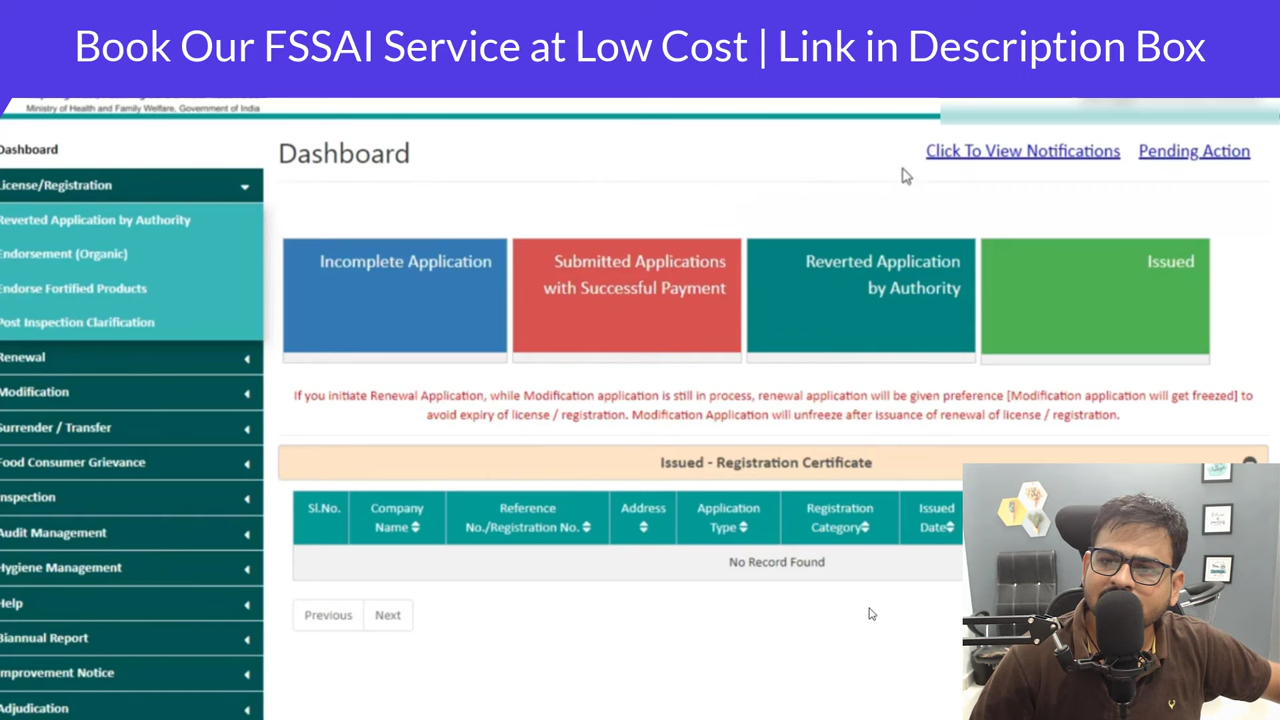 Book Our FSSAI Service at Low Cost | Link in Description Box
Ministry of Health and Family Welfare, Government of India
Dashboard
License/Registration
Reverted Application by Authority
Endorsement (Organic)
Endorse Fortified Products
Post Inspection Clarification
Renewal
Modification
Surrender / Transfer
Food Consumer Grievance
Inspection
Audit Management
Hygiene Management
Help
Biannual Report
Improvement Notice
Adjudication
Dashboard
Click To View Notifications
Pending Action
Incomplete Application
Submitted Applications
with Successful Payment
Reverted Application
by Authority
Issued
If you initiate Renewal Application, while Modification application is still in process, renewal application will be given preference [Modification application will get freezed] to
avoid expiry of license / registration. Modification Application will unfreeze after issuance of renewal of license / registration.
Issued - Registration Certificate
Sl.No.
Company
Name
Reference
No./Registration No.
Address
Application
Type
Registration
Category
Issued
Date
No Record Found
Previous
Next